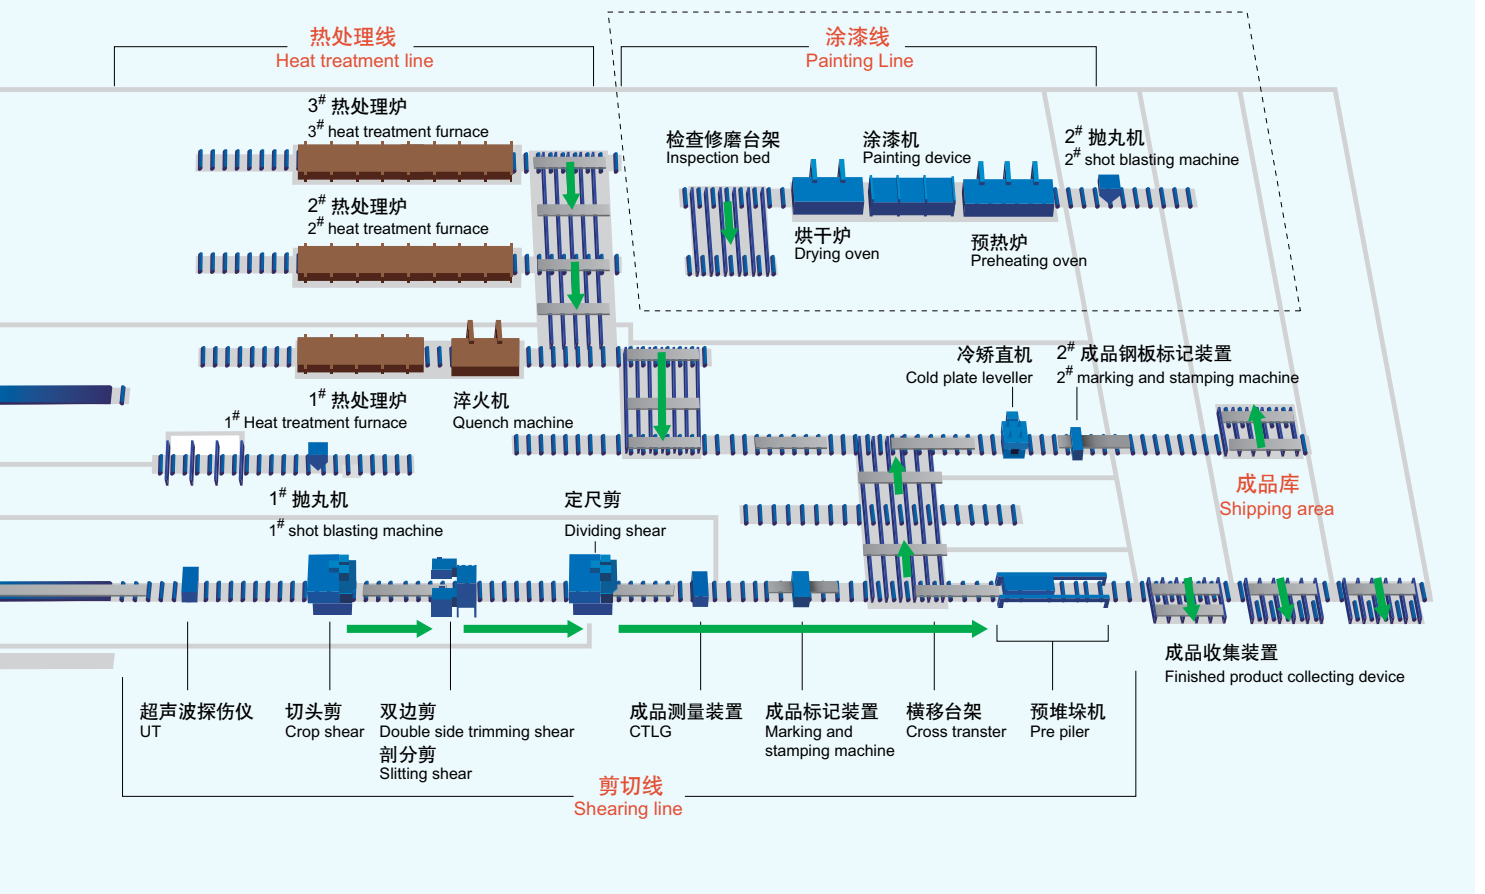 热处理线
Heat treatment line
涂漆线
Painting Line
3# 热处理炉
3# heat treatment furnace
检查修磨台架
Inspection bed
涂漆机
Painting device
2# 抛丸机
2# shot blasting machine
2# 热处理炉
2# heat treatment furnace
烘干炉
Drying oven
预热炉
Preheating oven
冷矫直机
Cold plate leveller
2# 成品钢板标记装置
2# marking and stamping machine
1# 热处理炉
1# Heat treatment furnace
淬火机
Quench machine
成品库
Shipping area
1# 抛丸机
1# shot blasting machine
定尺剪
Dividing shear
成品收集装置
Finished product collecting device
超声波探伤仪
UT
切头剪
Crop shear
双边剪
Double side trimming shear
剖分剪
Slitting shear
成品测量装置
CTLG
成品标记装置
Marking and
stamping machine
横移台架
Cross transter
预堆垛机
Pre piler
剪切线
Shearing line